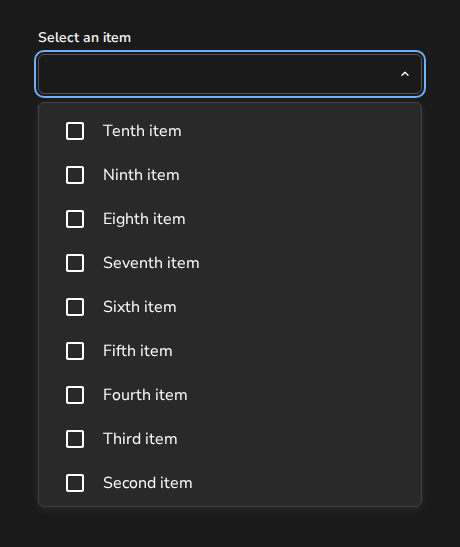 Select an item
Tenth item
Ninth item
Eighth item
Seventh item
Sixth item
Fifth item
Fourth item
Third item
Second item